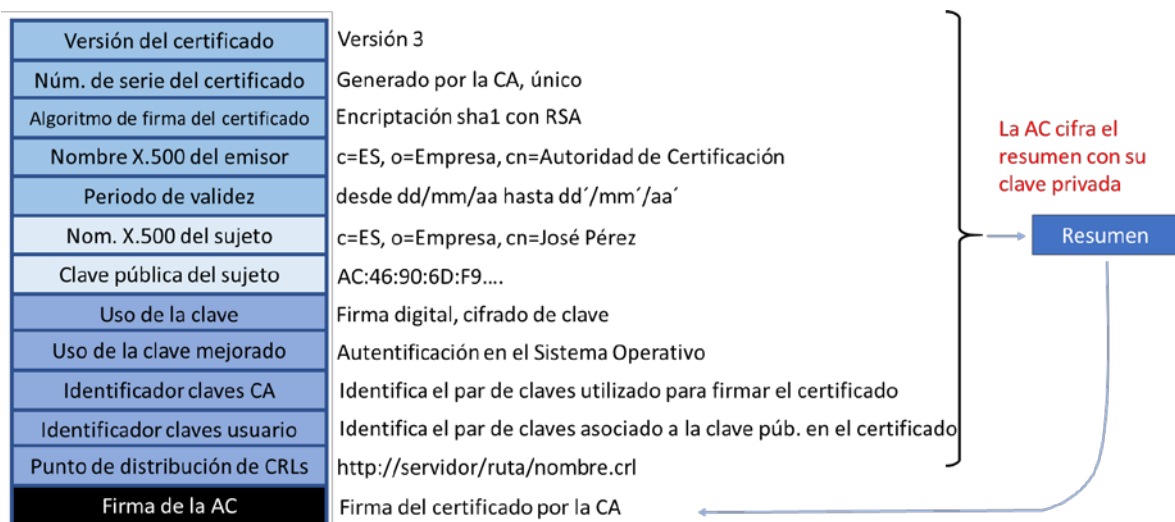 Versión del certificado Versión 3
Núm. de serie del certificado Generado por la CA, único
Algoritmo de firma del certificado Encriptación sha1 con RSA
Nombre X.500 del emisor c=ES, o=Empresa, cn=Autoridad de Certificación
Periodo de validez desde dd/mm/aa hasta dd´/mm´/aa´
Nom. X.500 del sujeto c=ES, o=Empresa, cn=José Pérez
Clave pública del sujeto AC:46:90:6D:F9....
Uso de la clave Firma digital, cifrado de clave
Uso de la clave mejorado Autentificación en el Sistema Operativo
Identificador claves CA Identifica el par de claves utilizado para firmar el certificado
Identificador claves usuario Identifica el par de claves asociado a la clave púb. en el certificado
Punto de distribución de CRLs http://servidor/ruta/nombre.crl
Firma de la AC Firma del certificado por la CA
La AC cifra el
resumen con su
clave privada
Resumen